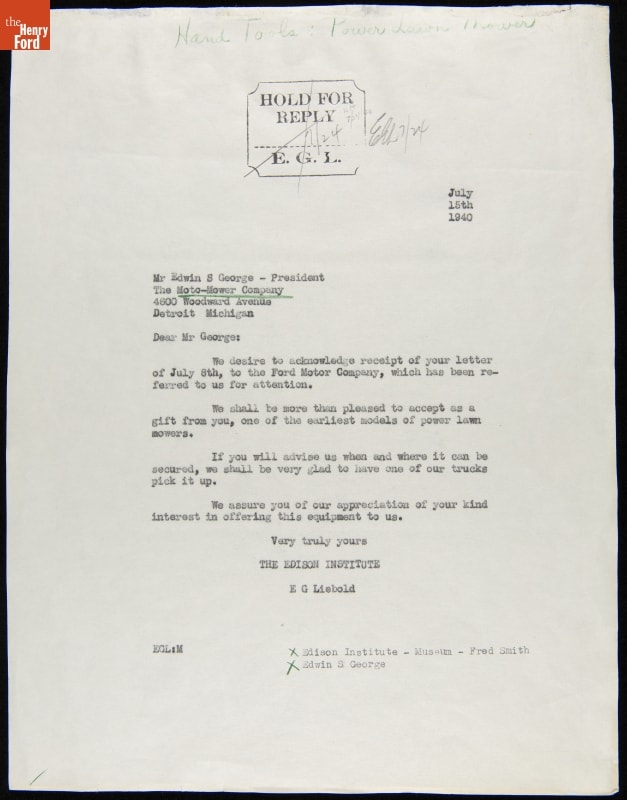 the
Henry
Ford
Hand Tools: Power Lawn Mower
HOLD FOR
REPLY
7/24
EGL 7/24
E. G. L.
July
15th
1940
Mr Edwin S George - President
The Moto-Mower Company
4600 Woodward Avenue
Detroit Michigan
Dear Mr George:
We desire to acknowledge receipt of your letter
of July 8th, to the Ford Motor Company, which has been re-
ferred to us for attention.
We shall be more than pleased to accept as a
gift from you, one of the earliest models of power lawn
mowers.
If you will advise us when and where it can be
secured, we shall be very glad to have one of our trucks
pick it up.
We assure you of our appreciation of your kind
interest in offering this equipment to us.
Very truly yours
THE EDISON INSTITUTE
E G Liebold
EGL:M
x Edison Institute - Museum - Fred Smith
x Edwin S George